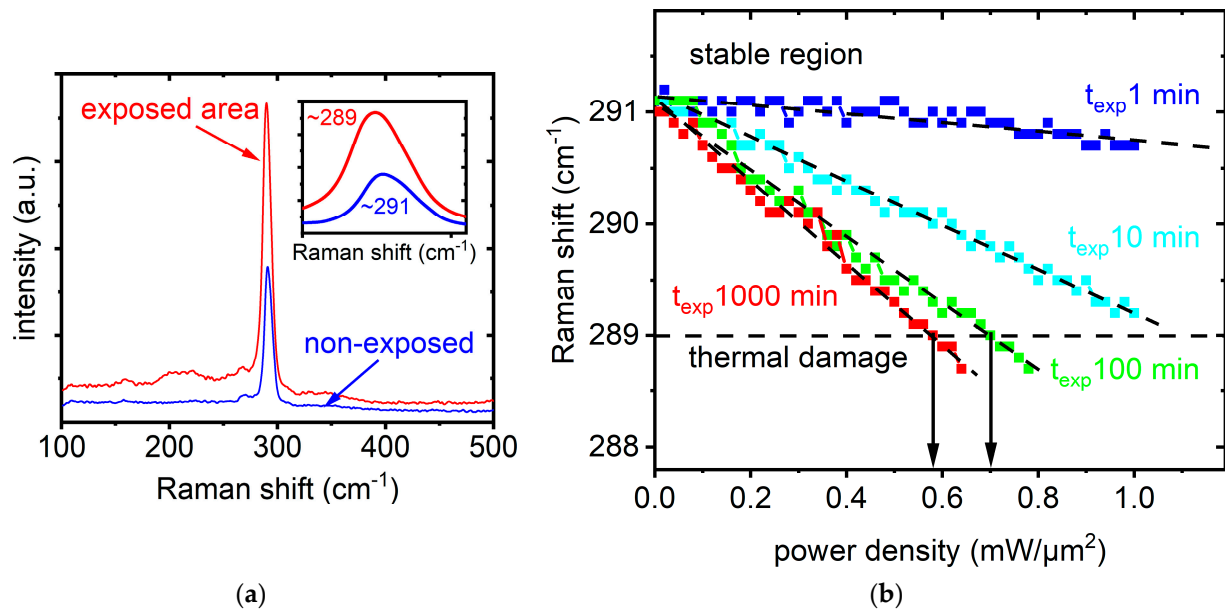 exposed area
non-exposed
intensity (a.u.)
100 200 300 400 500
Raman shift (cm⁻¹)
~289
~291
Raman shift (cm⁻¹)
(a)
stable region
t_exp 1 min
t_exp 10 min
t_exp 1000 min
t_exp 100 min
thermal damage
Raman shift (cm⁻¹)
291
290
289
288
0.0 0.2 0.4 0.6 0.8 1.0
power density (mW/μm²)
(b)